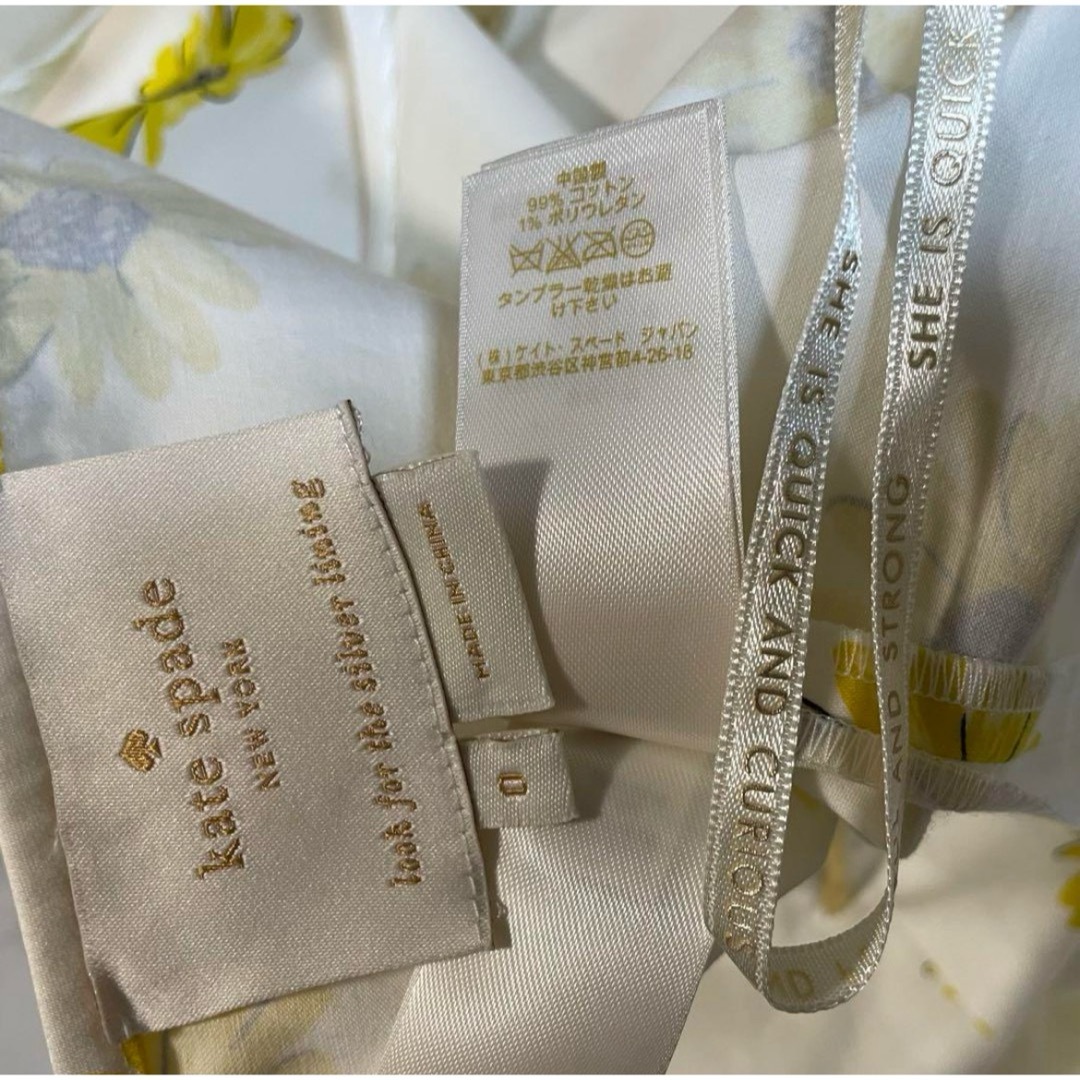 kate spade
NEW YORK
look for the silver lining
MADE IN CHINA
0
中国製
99% コットン
1% ポリウレタン
タンブラー乾燥はお避
け下さい
(株)ケイト・スペード ジャパン
東京都渋谷区神宮前4-26-18
SHE IS QUICK AND CURIOUS
SHE IS QUICK
AND STRONG